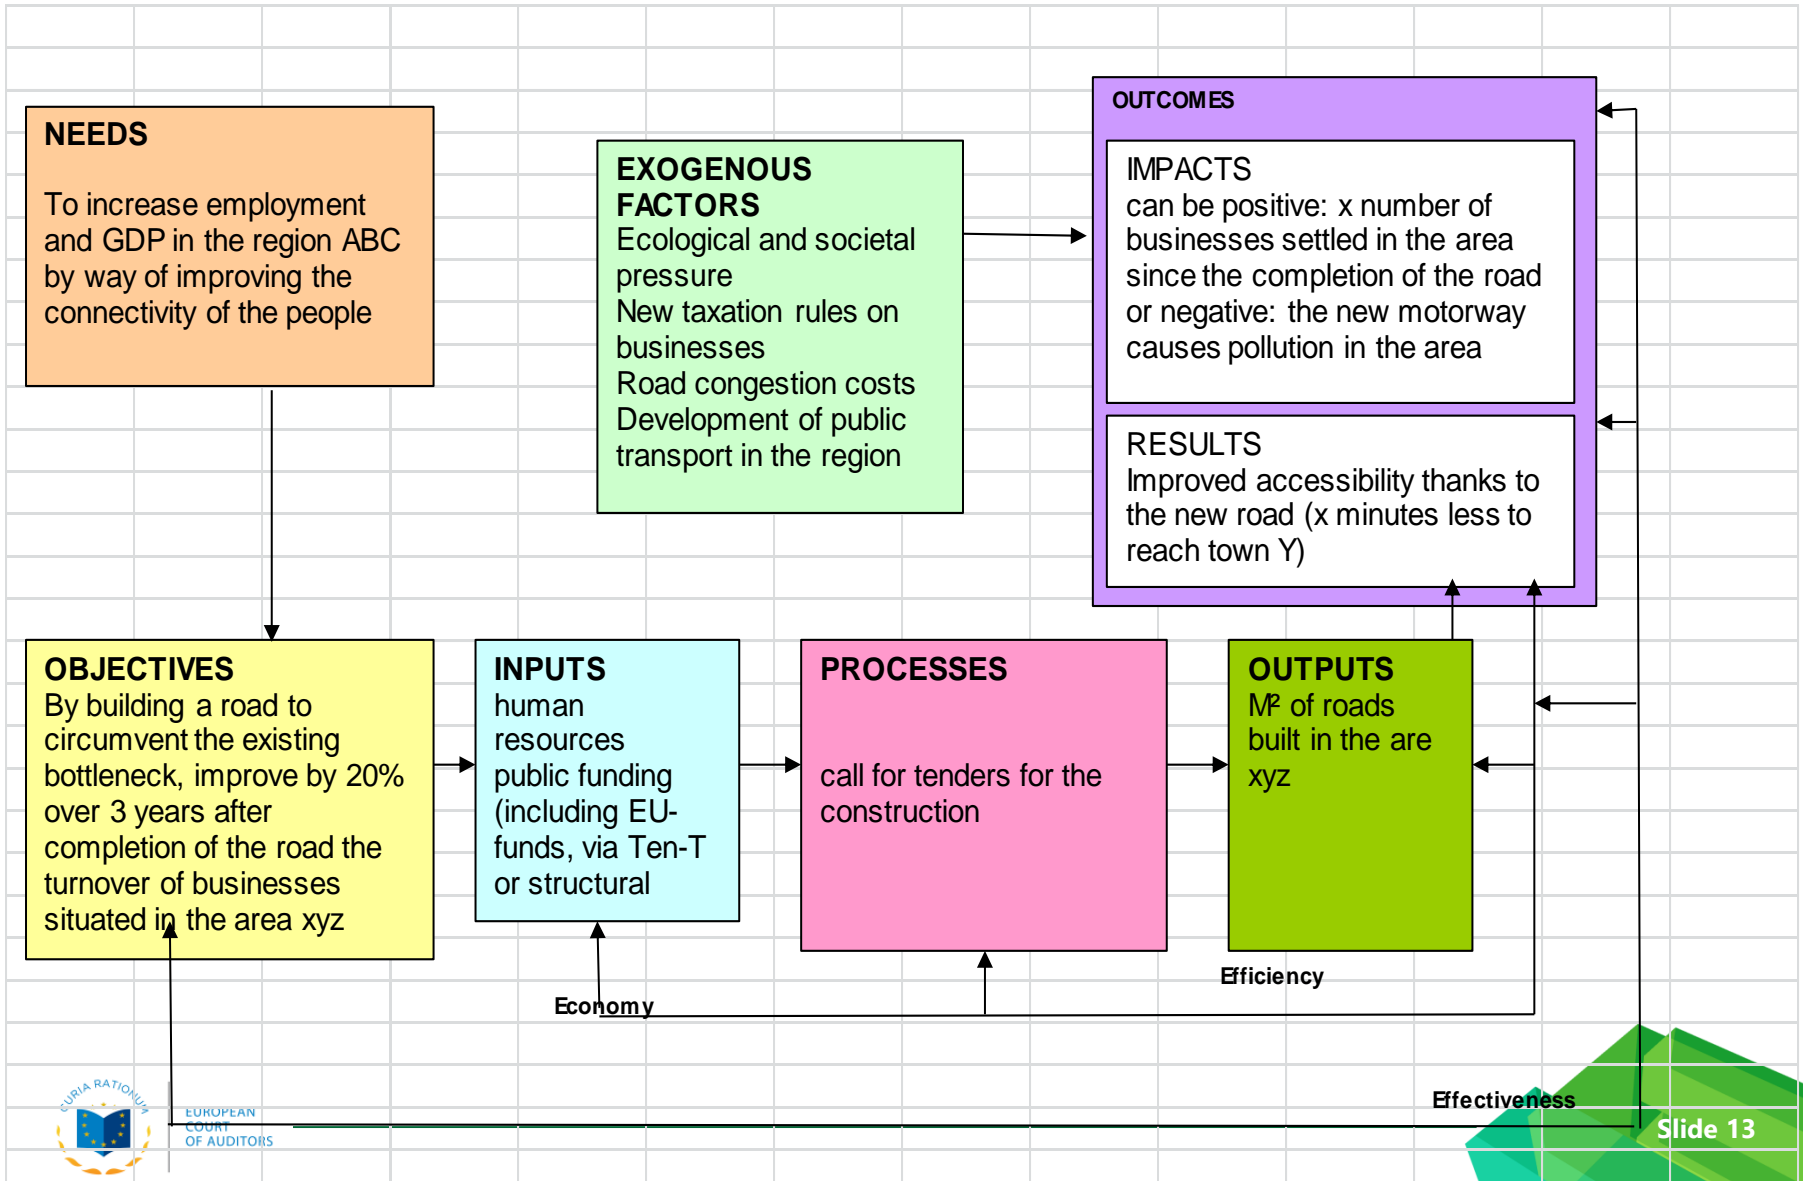 NEEDS
To increase employment
and GDP in the region ABC
by way of improving the
connectivity of the people
EXOGENOUS
FACTORS
Ecological and societal
pressure
New taxation rules on
businesses
Road congestion costs
Development of public
transport in the region
OUTCOMES
IMPACTS
can be positive: x number of
businesses settled in the area
since the completion of the road
or negative: the new motorway
causes pollution in the area
RESULTS
Improved accessibility thanks to
the new road (x minutes less to
reach town Y)
OBJECTIVES
By building a road to
circumvent the existing
bottleneck, improve by 20%
over 3 years after
completion of the road the
turnover of businesses
situated in the area xyz
INPUTS
human
resources
public funding
(including EU-
funds, via Ten-T
or structural
PROCESSES
call for tenders for the
construction
OUTPUTS
M² of roads
built in the are
xyz
Efficiency
Economy
Effectiveness
CURIA RATIONUM
EUROPEAN
COURT
OF AUDITORS
Slide 13